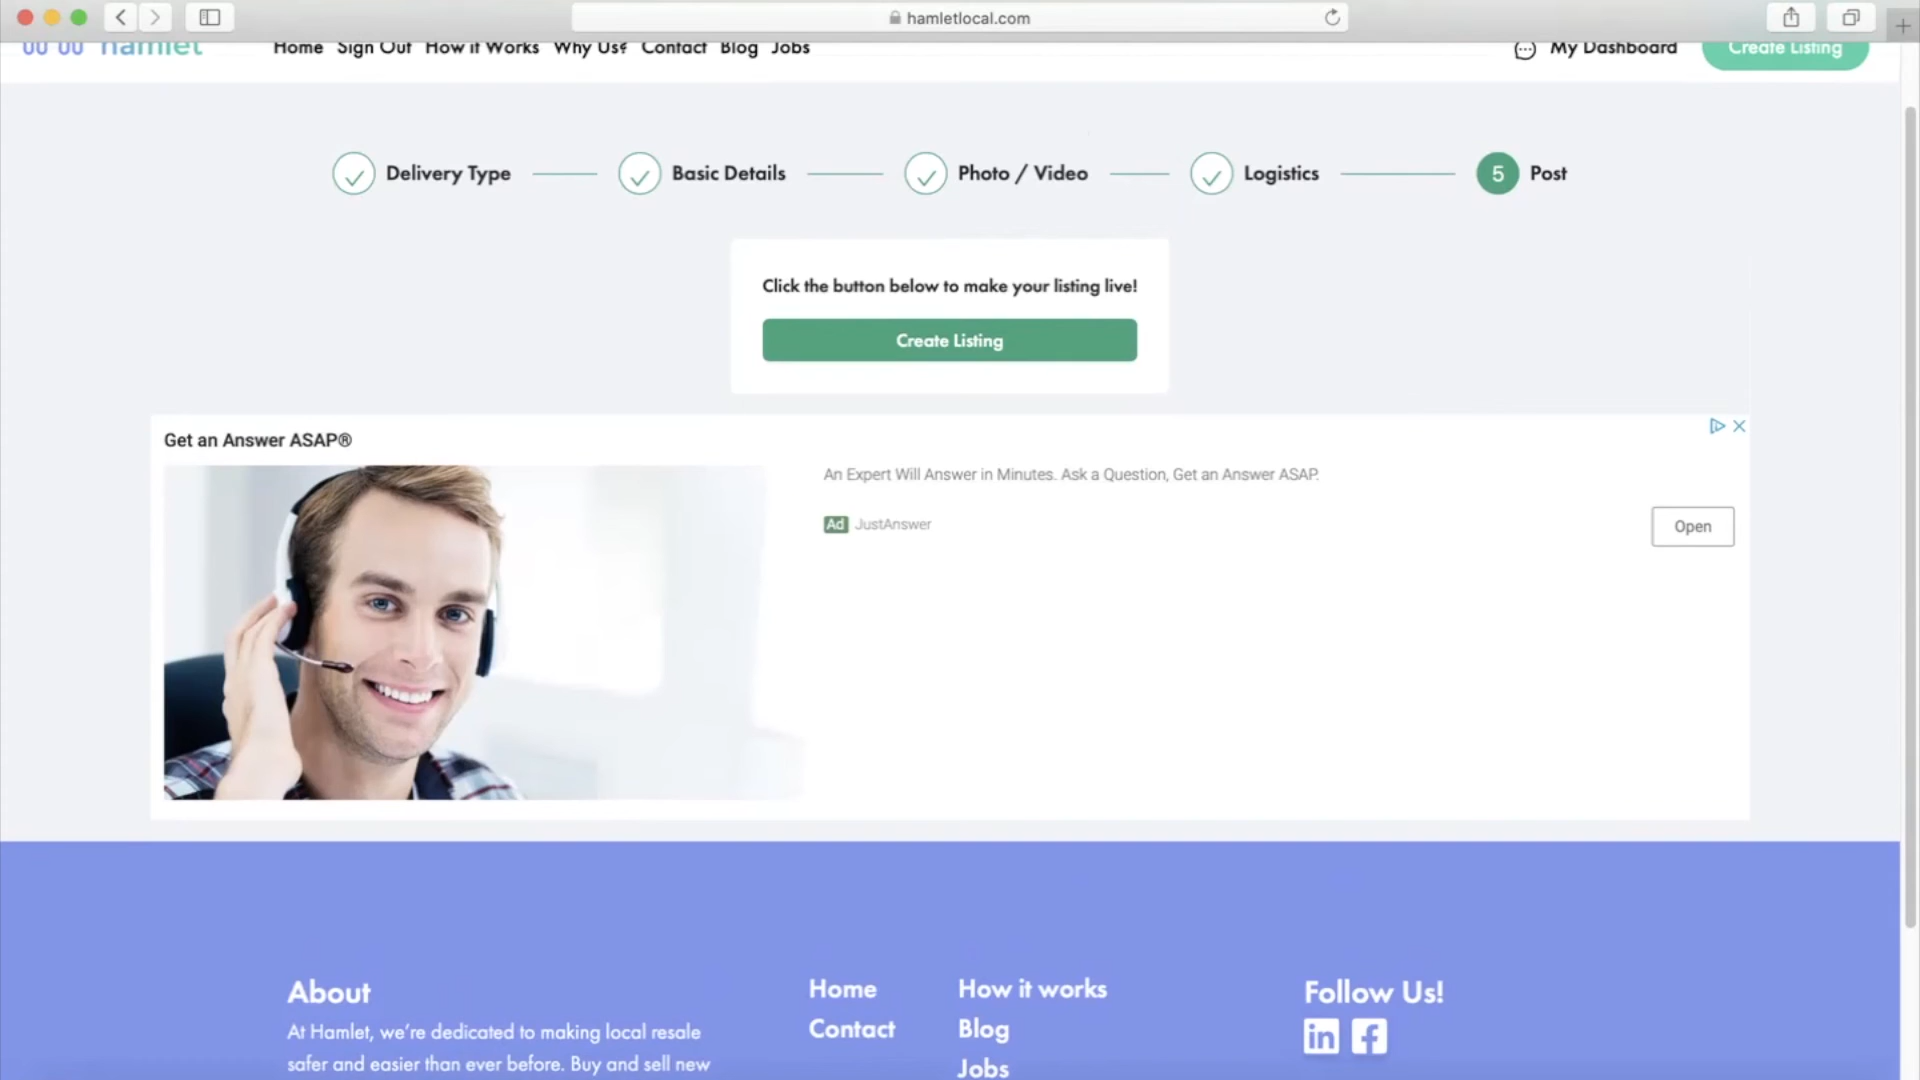 hamletlocal.com
hamlet
Home Sign Out How it Works Why Us? Contact Blog Jobs
My Dashboard
Create Listing
Delivery Type
Basic Details
Photo / Video
Logistics
5 Post
Click the button below to make your listing live!
Create Listing
Get an Answer ASAP®
An Expert Will Answer in Minutes. Ask a Question, Get an Answer ASAP.
Ad JustAnswer
Open
About
At Hamlet, we're dedicated to making local resale
safer and easier than ever before. Buy and sell new
Home
Contact
How it works
Blog
Jobs
Follow Us!
in f